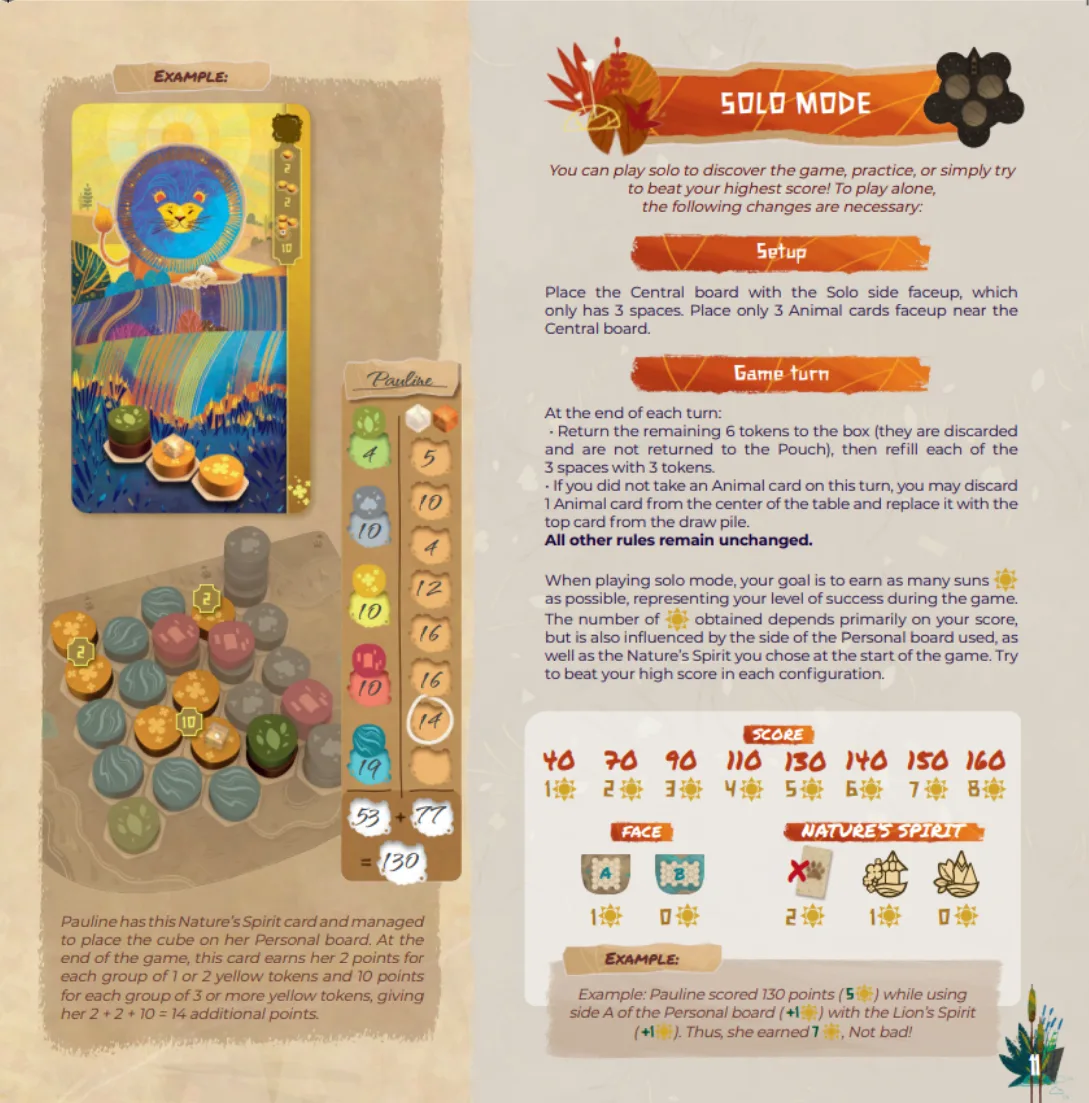 EXAMPLE:
2
2
10
Pauline
4
10
10
10
19
5
10
4
12
16
16
14
53 + 77
= 130
2
2
10
Pauline has this Nature's Spirit card and managed
to place the cube on her Personal board. At the
end of the game, this card earns her 2 points for
each group of 1 or 2 yellow tokens and 10 points
for each group of 3 or more yellow tokens, giving
her 2 + 2 + 10 = 14 additional points.
SOLO MODE
You can play solo to discover the game, practice, or simply try
to beat your highest score! To play alone,
the following changes are necessary:
Setup
Place the Central board with the Solo side faceup, which
only has 3 spaces. Place only 3 Animal cards faceup near the
Central board.
Game turn
At the end of each turn:
• Return the remaining 6 tokens to the box (they are discarded
and are not returned to the Pouch), then refill each of the
3 spaces with 3 tokens.
• If you did not take an Animal card on this turn, you may discard
1 Animal card from the center of the table and replace it with the
top card from the draw pile.
All other rules remain unchanged.
When playing solo mode, your goal is to earn as many suns
as possible, representing your level of success during the game.
The number of obtained depends primarily on your score,
but is also influenced by the side of the Personal board used, as
well as the Nature's Spirit you chose at the start of the game. Try
to beat your high score in each configuration.
SCORE
40 70 90 110 130 140 150 160
1 2 3 4 5 6 7 8
FACE
A B
1 0
NATURE'S SPIRIT
2 1 0
EXAMPLE:
Example: Pauline scored 130 points (5 ) while using
side A of the Personal board (+1 ) with the Lion's Spirit
(+1 ). Thus, she earned 7 , Not bad!
11